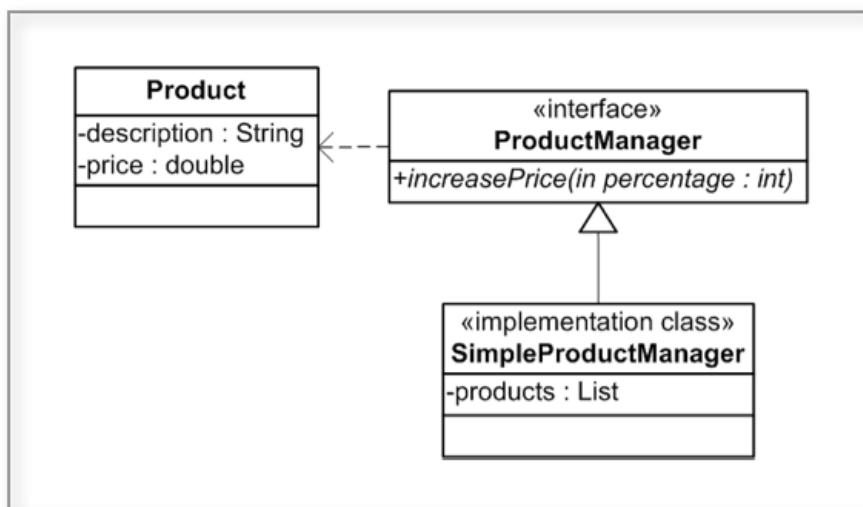 Product
-description : String
-price : double
«interface»
ProductManager
+increasePrice(in percentage : int)
«implementation class»
SimpleProductManager
-products : List